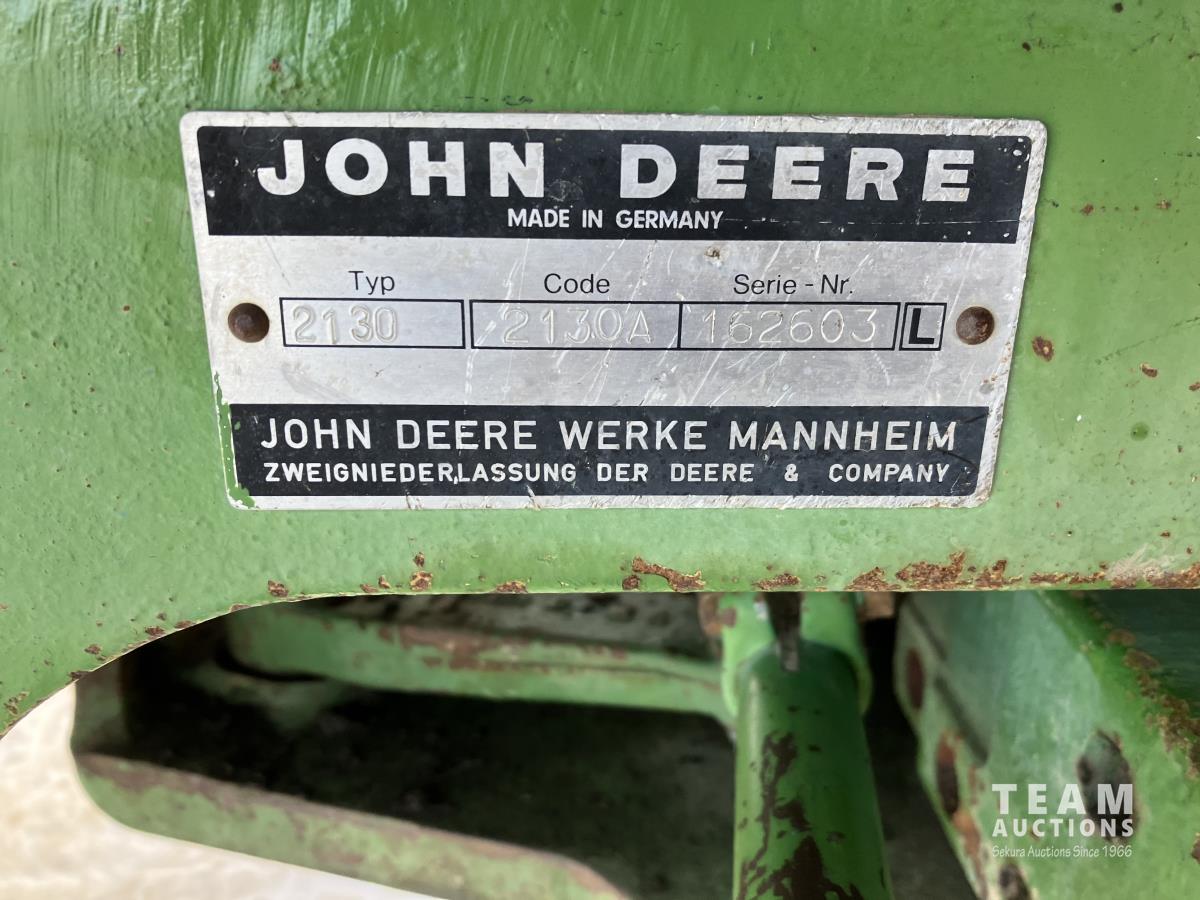 JOHN DEERE
MADE IN GERMANY
Typ Code Serie - Nr.
2130 2130A 162603 L
JOHN DEERE WERKE MANNHEIM
ZWEIGNIEDERLASSUNG DER DEERE & COMPANY
TEAM
AUCTIONS
Sekura Auctions Since 1966